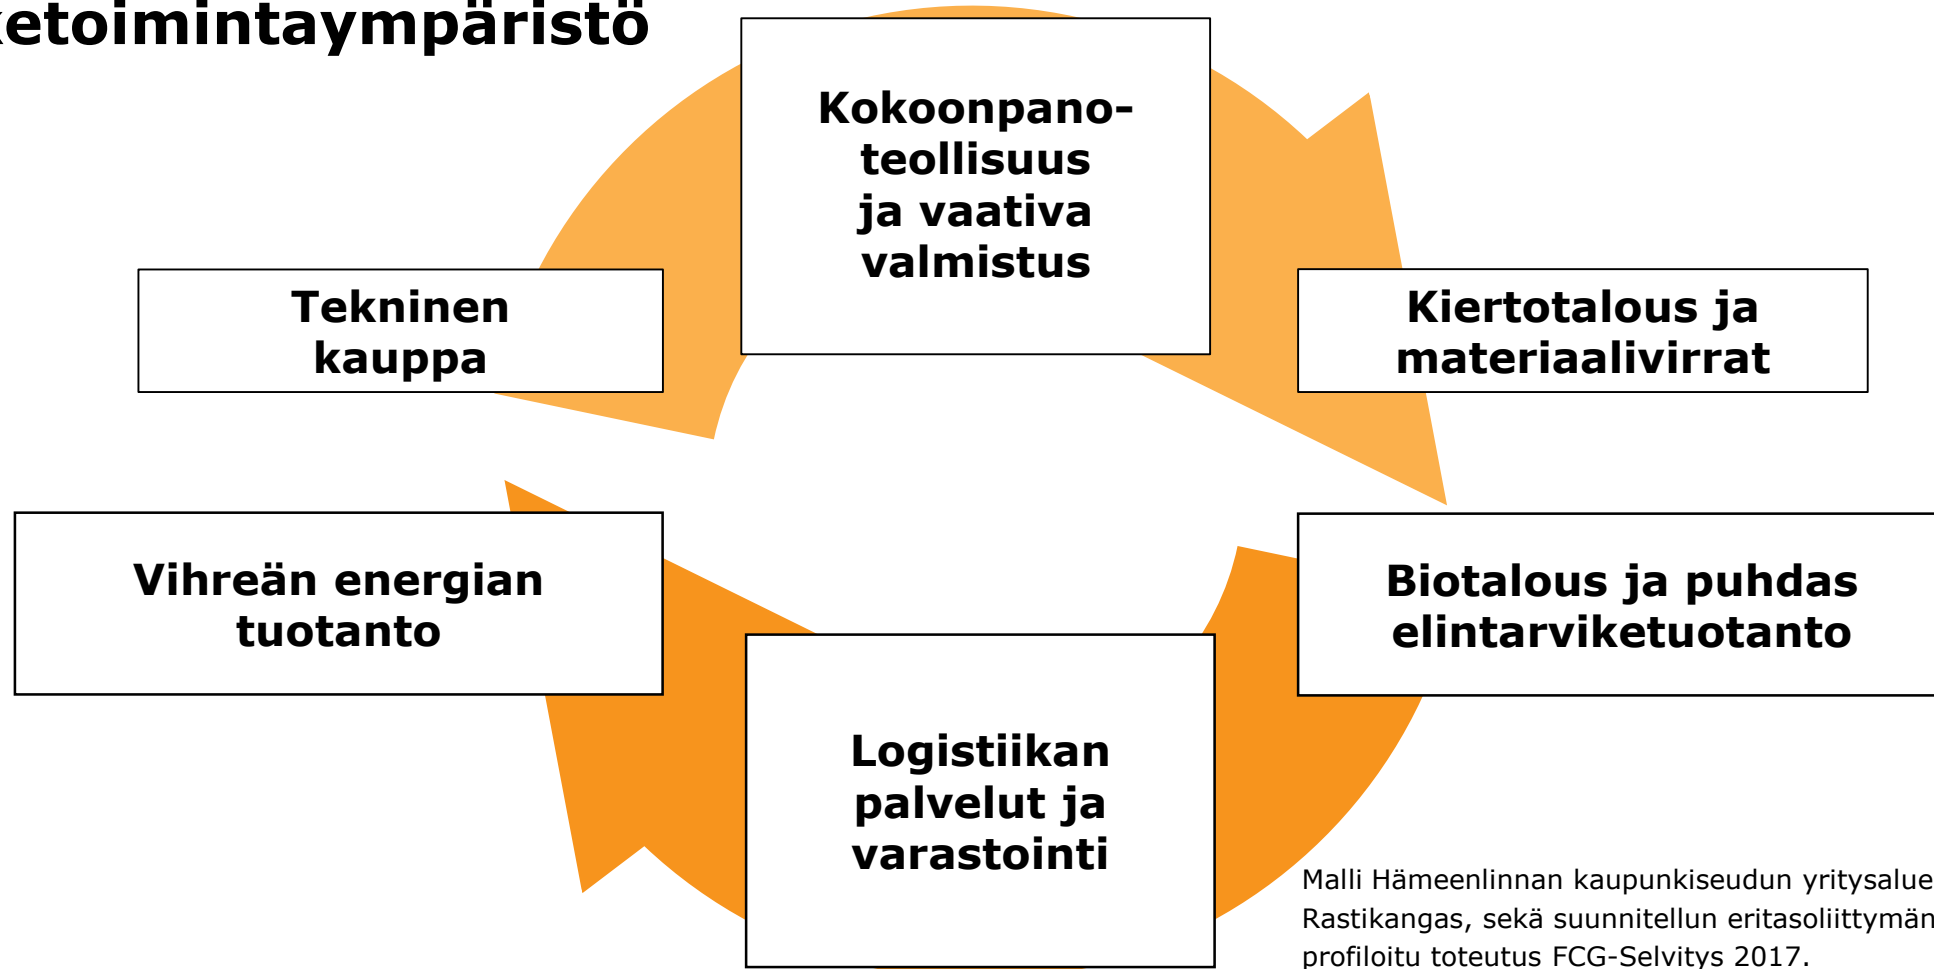 ketoimintaympäristö
Kokoonpano-
teollisuus
ja vaativa
valmistus
Tekninen
kauppa
Kiertotalous ja
materiaalivirrat
Vihreän energian
tuotanto
Biotalous ja puhdas
elintarviketuotanto
Logistiikan
palvelut ja
varastointi
Malli Hämeenlinnan kaupunkiseudun yritysalue
Rastikangas, sekä suunnitellun eritasoliittymän
profiloitu toteutus FCG-Selvitys 2017.